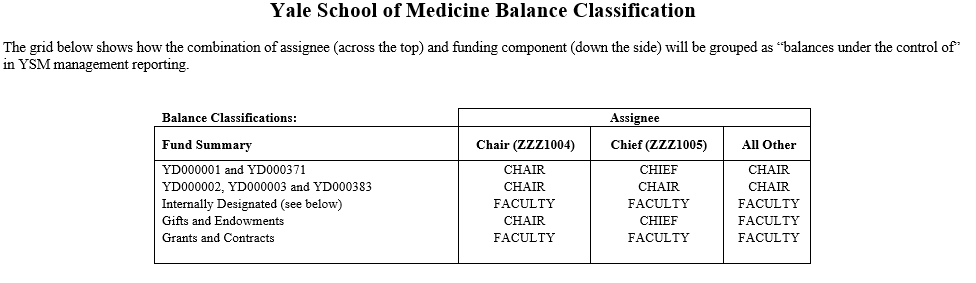 Yale School of Medicine Balance Classification
The grid below shows how the combination of assignee (across the top) and funding component (down the side) will be grouped as “balances under the control of”
in YSM management reporting.
Balance Classifications: Assignee
Fund Summary Chair (ZZZ1004) Chief (ZZZ1005) All Other
YD000001 and YD000371 CHAIR CHIEF CHAIR
YD000002, YD000003 and YD000383 CHAIR CHAIR CHAIR
Internally Designated (see below) FACULTY FACULTY FACULTY
Gifts and Endowments CHAIR CHIEF FACULTY
Grants and Contracts FACULTY FACULTY FACULTY